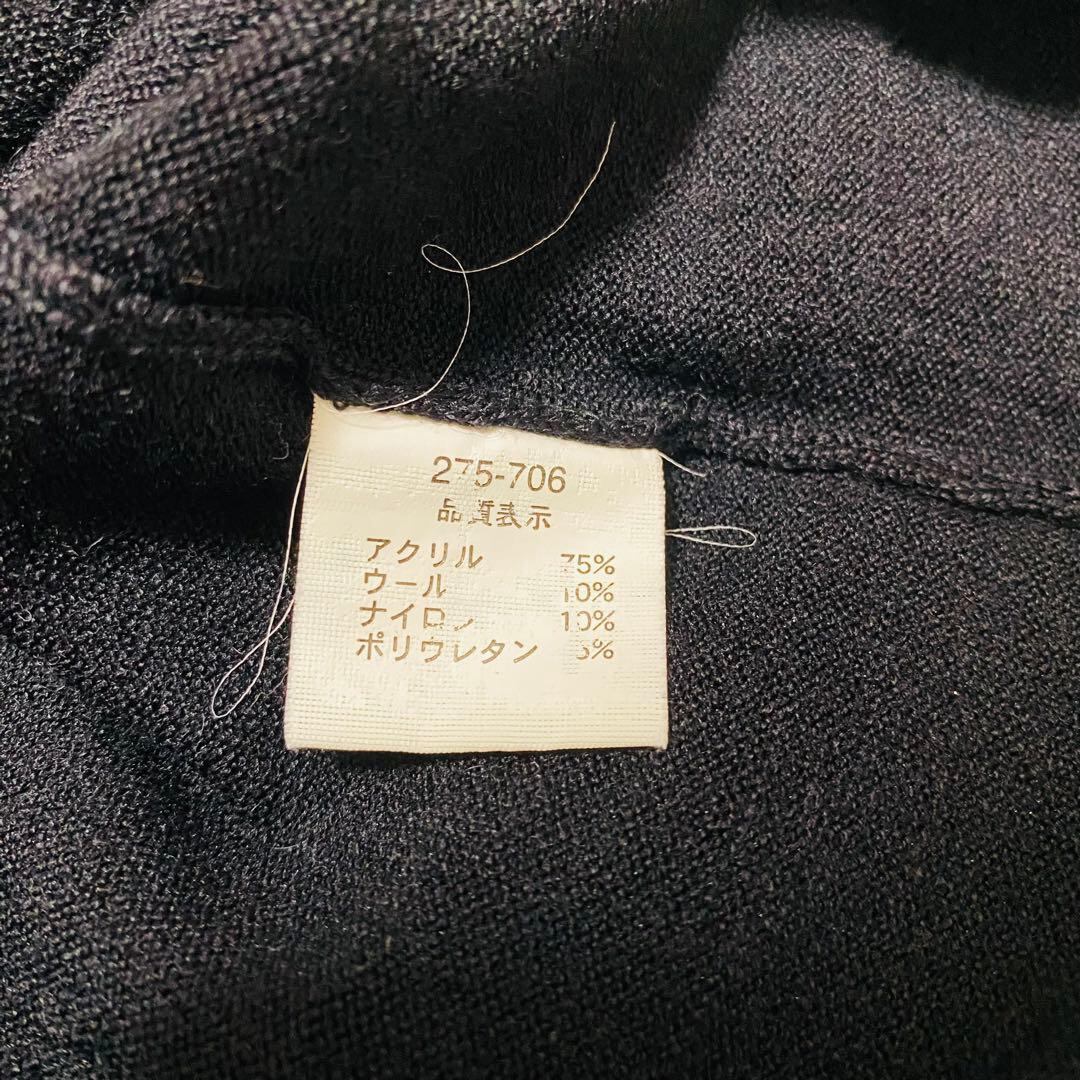 275-706
品質表示
アクリル 75%
ウール 10%
ナイロン 10%
ポリウレタン 5%